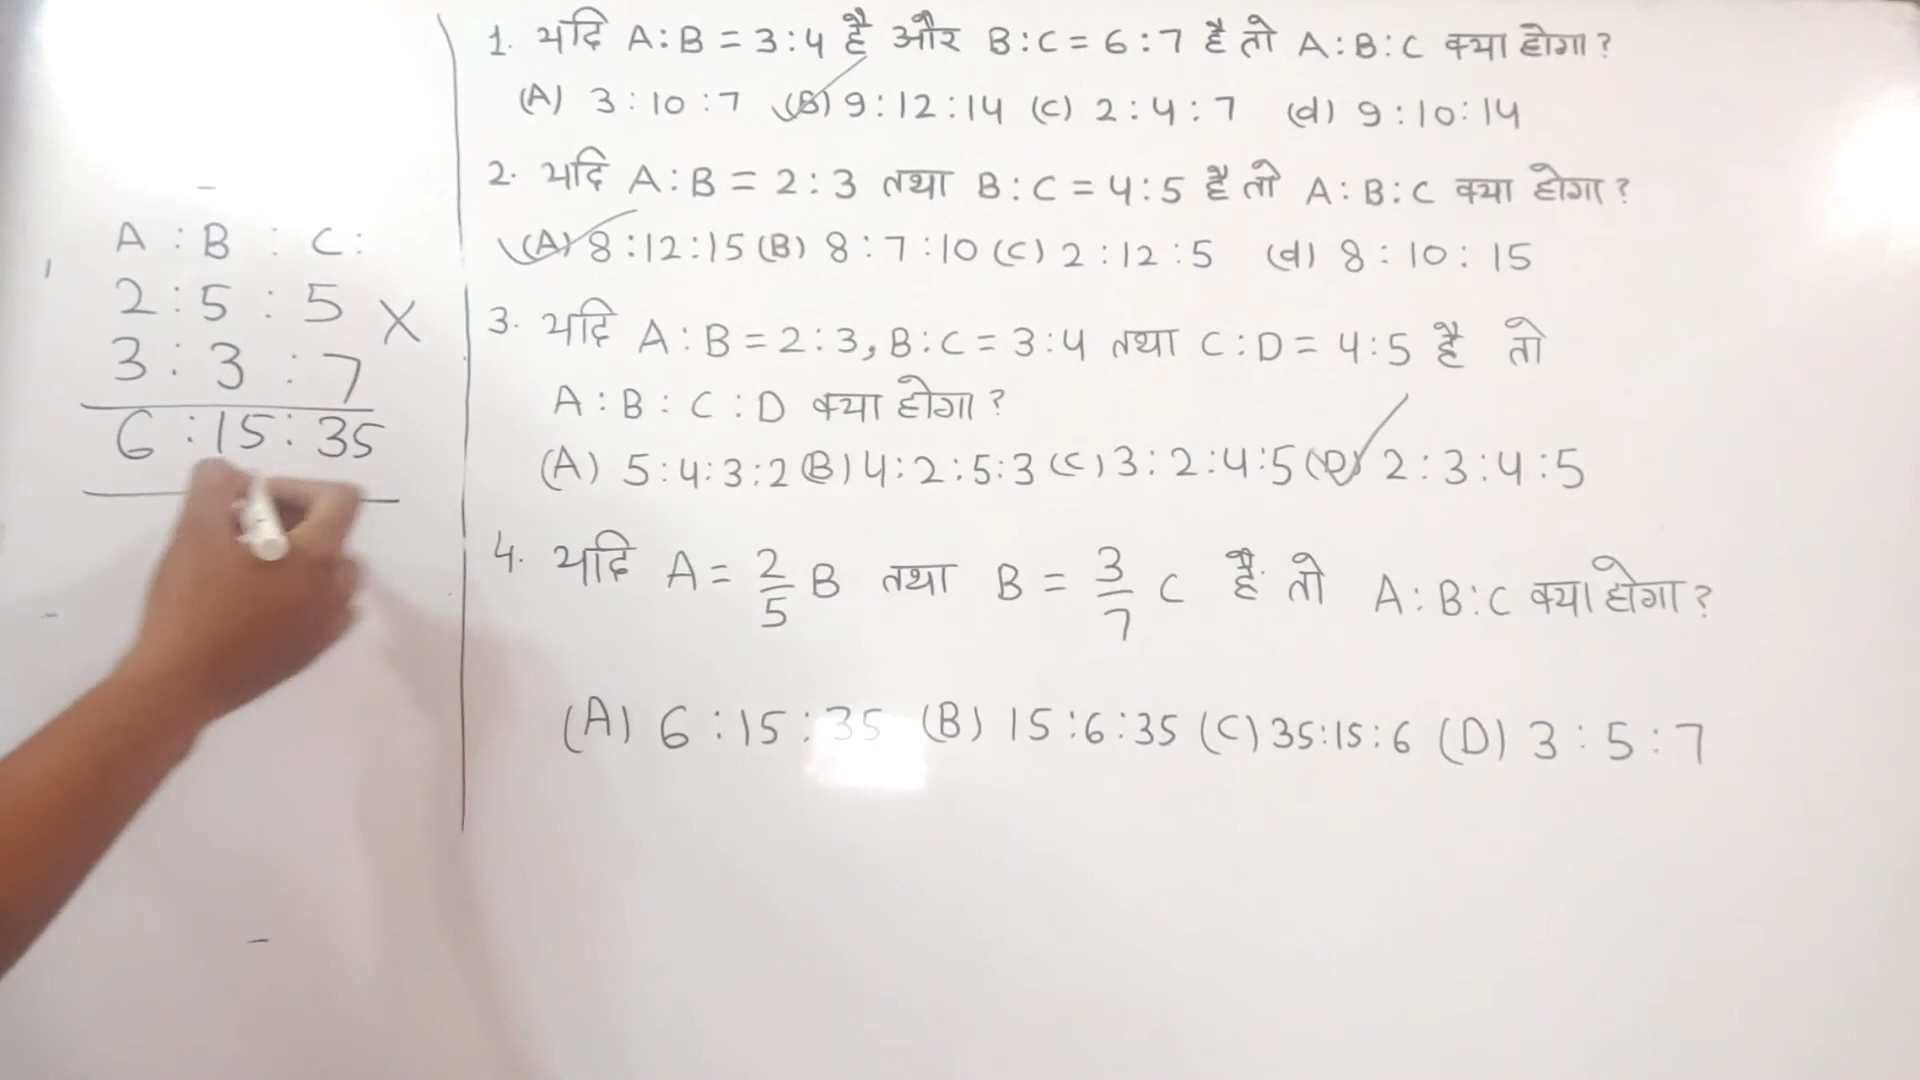 A : B : C :
2 : 5 : 5 X
3 : 3 : 7
6 : 15 : 35
1. यदि A:B = 3:4 है और B:C = 6:7 है तो A:B:C क्या होगा?
(A) 3:10:7 (B) 9:12:14 (C) 2:4:7 (d) 9:10:14
2. यदि A:B = 2:3 तथा B:C = 4:5 है तो A:B:C क्या होगा?
(A) 8:12:15 (B) 8:7:10 (C) 2:12:5 (d) 8:10:15
3. यदि A:B = 2:3, B:C = 3:4 तथा C:D = 4:5 है तो
A:B:C:D क्या होगा?
(A) 5:4:3:2 (B) 4:2:5:3 (C) 3:2:4:5 (D) 2:3:4:5
4. यदि A = 2/5 B तथा B = 3/7 C है तो A:B:C क्या होगा?
(A) 6:15:35 (B) 15:6:35 (C) 35:15:6 (D) 3:5:7